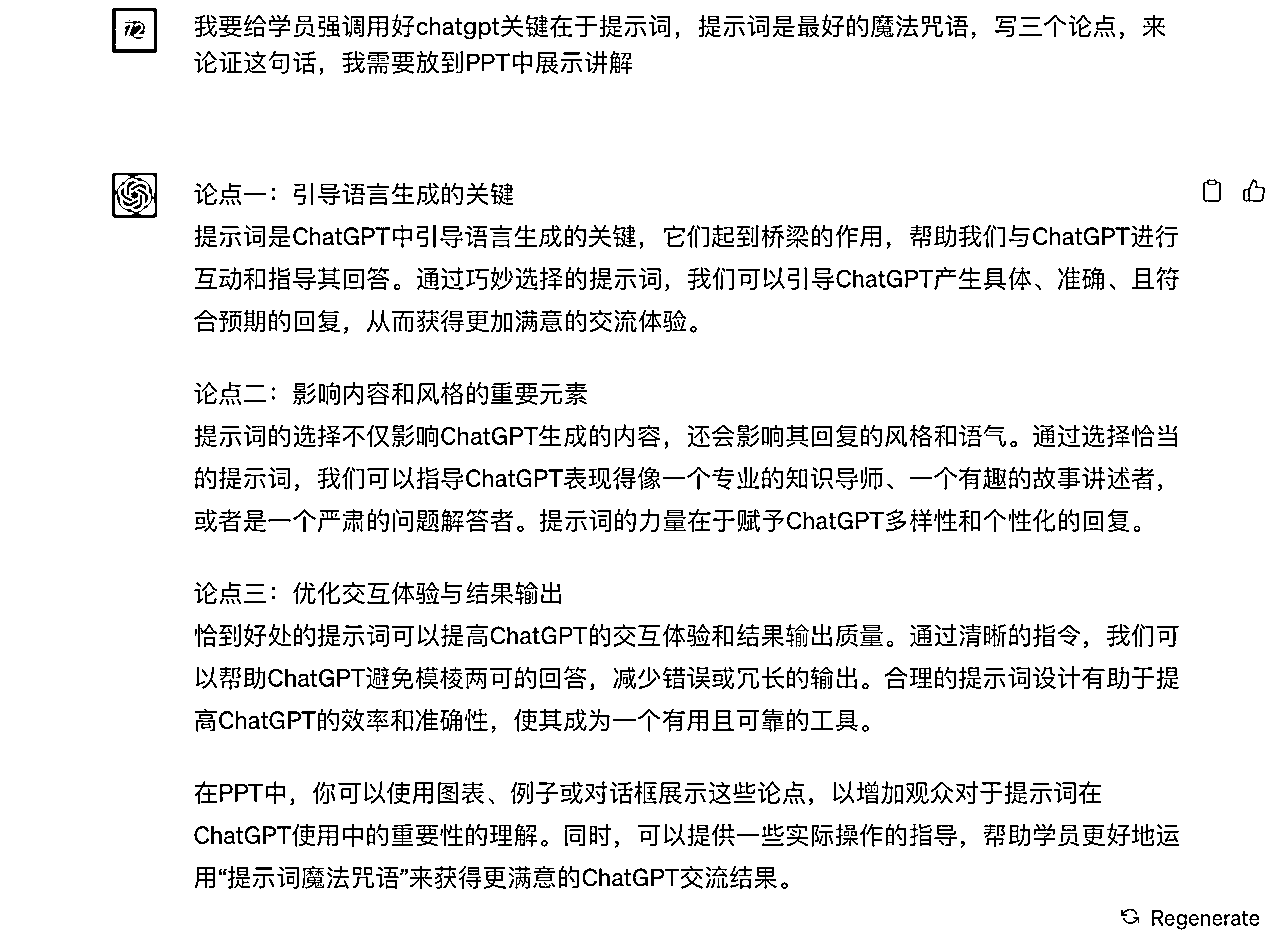 我要给学员强调用好chatgpt关键在于提示词，提示词是最好的魔法咒语，写三个论点，来
论证这句话，我需要放到PPT中展示讲解
论点一：引导语言生成的关键
提示词是ChatGPT中引导语言生成的关键，它们起到桥梁的作用，帮助我们与ChatGPT进行
互动和指导其回答。通过巧妙选择的提示词，我们可以引导ChatGPT产生具体、准确、且符
合预期的回复，从而获得更加满意的交流体验。
论点二：影响内容和风格的重要元素
提示词的选择不仅影响ChatGPT生成的内容，还会影响其回复的风格和语气。通过选择恰当
的提示词，我们可以指导ChatGPT表现得像一个专业的知识导师、一个有趣的故事讲述者，
或者是一个严肃的问题解答者。提示词的力量在于赋予ChatGPT多样性和个性化的回复。
论点三：优化交互体验与结果输出
恰到好处的提示词可以提高ChatGPT的交互体验和结果输出质量。通过清晰的指令，我们可
以帮助ChatGPT避免模棱两可的回答，减少错误或冗长的输出。合理的提示词设计有助于提
高ChatGPT的效率和准确性，使其成为一个有用且可靠的工具。
在PPT中，你可以使用图表、例子或对话框展示这些论点，以增加观众对于提示词在
ChatGPT使用中的重要性的理解。同时，可以提供一些实际操作的指导，帮助学员更好地运
用“提示词魔法咒语”来获得更满意的ChatGPT交流结果。
Regenerate